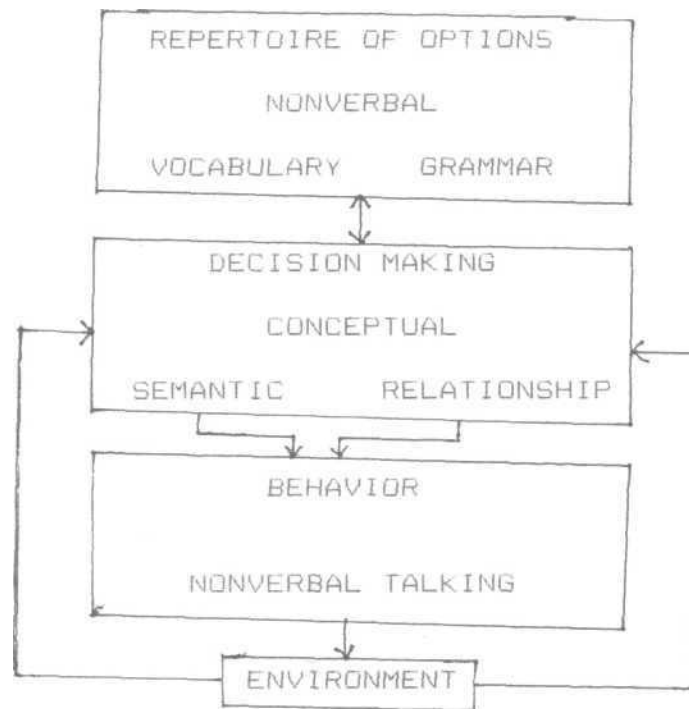 REPERTOIRE OF OPTIONS
NONVERBAL
VOCABULARY GRAMMAR
DECISION MAKING
CONCEPTUAL
SEMANTIC RELATIONSHIP
BEHAVIOR
NONVERBAL TALKING
ENVIRONMENT